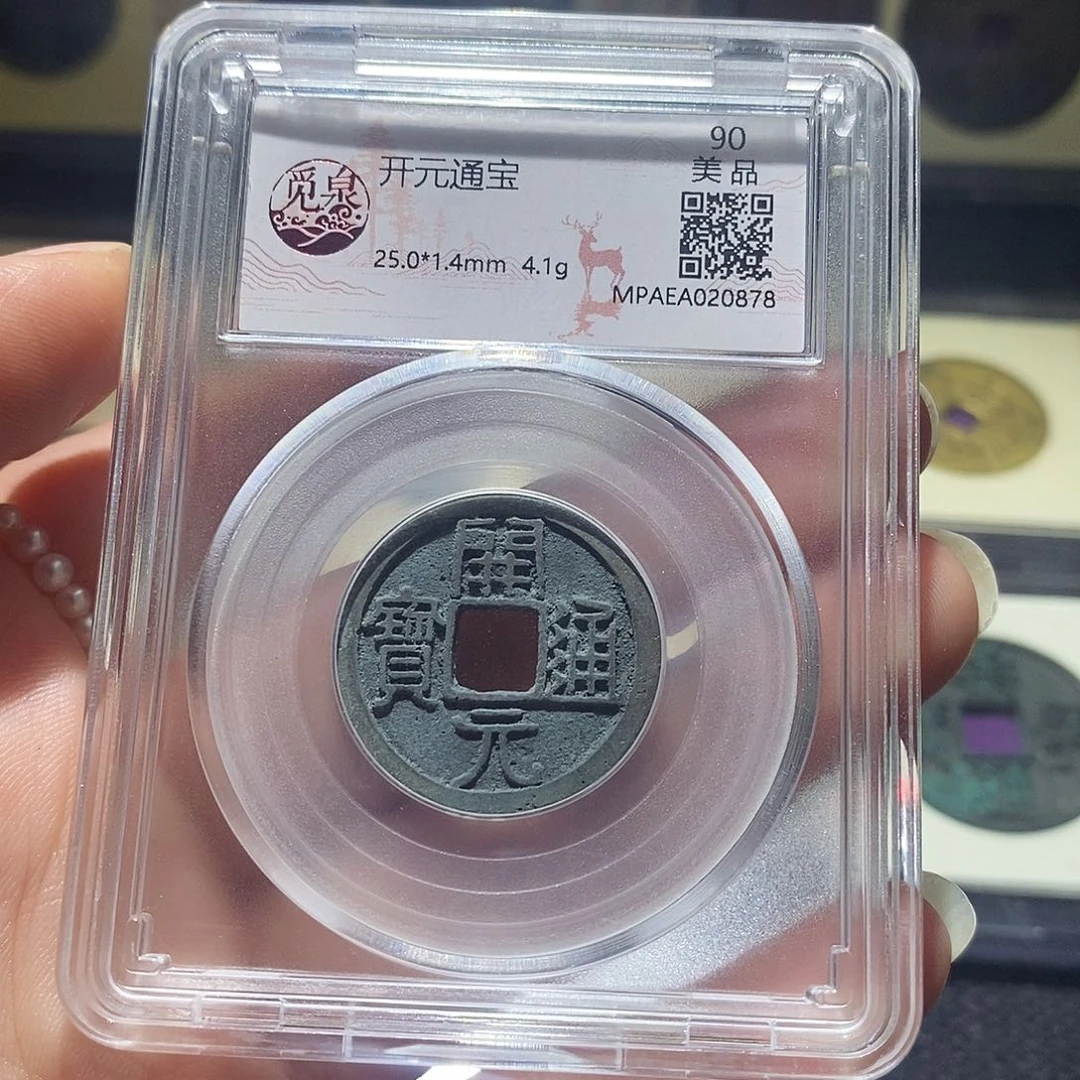 90
美品
觅泉
开元通宝
25.0*1.4mm 4.1g
MPAEA020878
開
寶 通
元